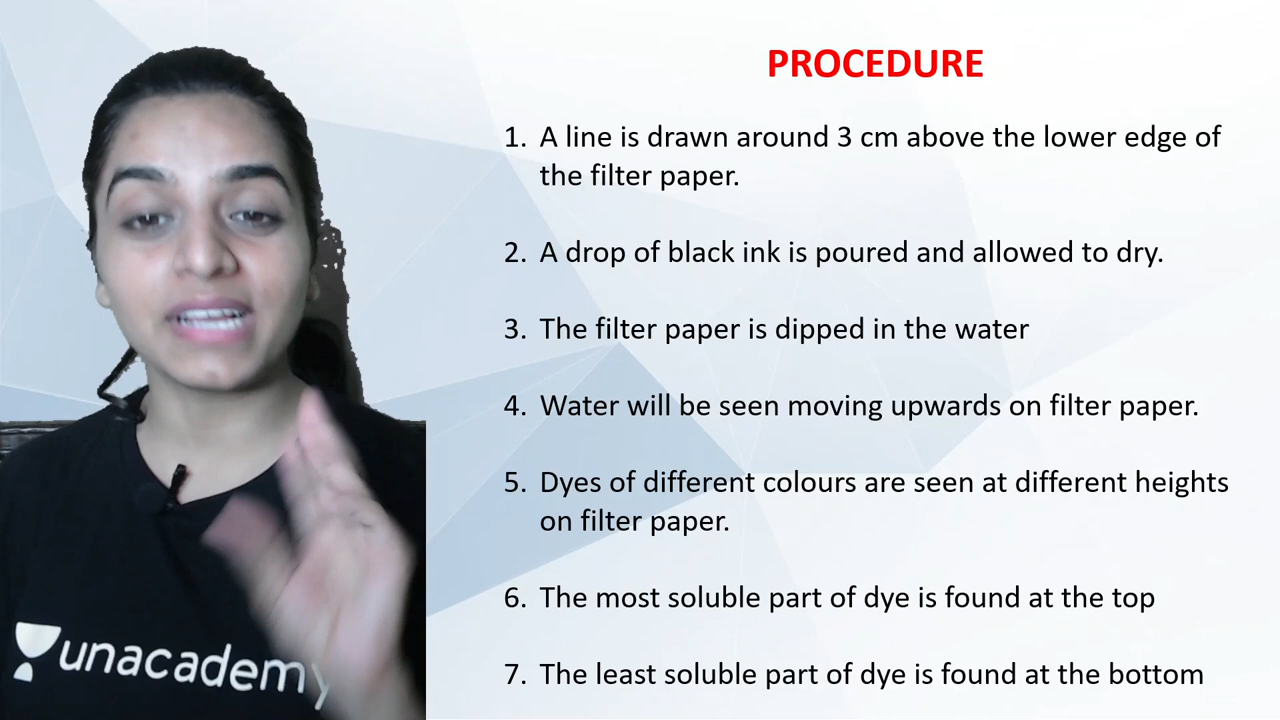 PROCEDURE
1. A line is drawn around 3 cm above the lower edge of
the filter paper.
2. A drop of black ink is poured and allowed to dry.
3. The filter paper is dipped in the water
4. Water will be seen moving upwards on filter paper.
5. Dyes of different colours are seen at different heights
on filter paper.
6. The most soluble part of dye is found at the top
7. The least soluble part of dye is found at the bottom
unacademy